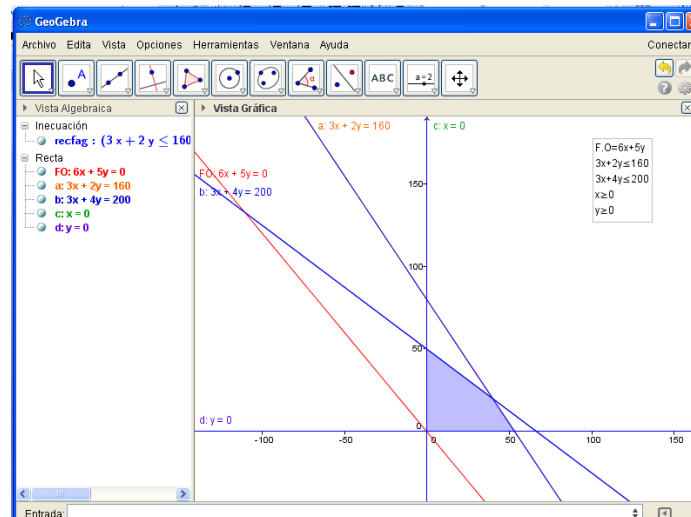 GeoGebra
Archivo Edita Vista Opciones Herramientas Ventana Ayuda
Conectar
A
α
ABC
a=2
Vista Algebraica
Inecuación
recfag : (3 x + 2 y ≤ 160
Recta
FO: 6x + 5y = 0
a: 3x + 2y = 160
b: 3x + 4y = 200
c: x = 0
d: y = 0
Vista Gráfica
a: 3x + 2y = 160
c: x = 0
F.O=6x+5y
3x+2y≤160
3x+4y≤200
x≥0
y≥0
FO: 6x + 5y = 0
b: 3x + 4y = 200
150
100
50
0
d: y = 0
-100
-50
0
50
100
150
Entrada: